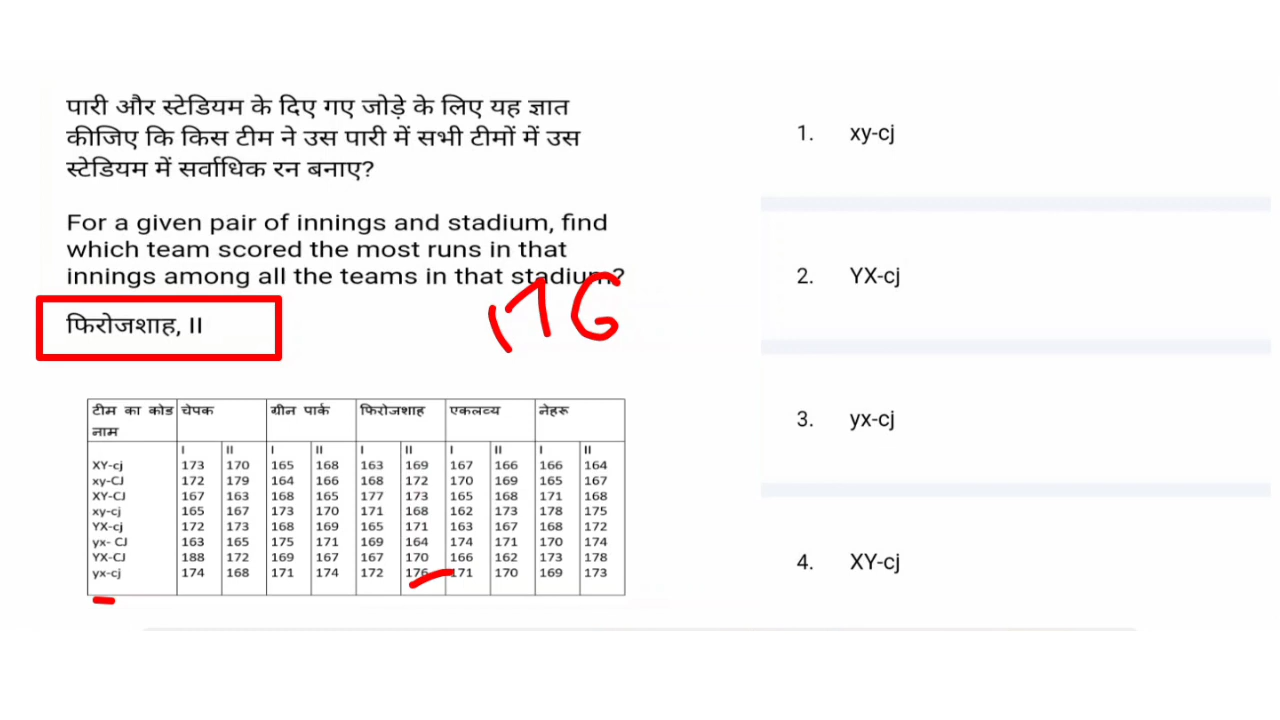 पारी और स्टेडियम के दिए गए जोड़े के लिए यह ज्ञात
कीजिए कि किस टीम ने उस पारी में सभी टीमों में उस
स्टेडियम में सर्वाधिक रन बनाए?
For a given pair of innings and stadium, find
which team scored the most runs in that
innings among all the teams in that stadium?
176
फिरोजशाह, II
टीम का कोड नाम चेपक ग्रीन पार्क फिरोजशाह एकलव्य नेहरू
I II I II I II I II I II
XY-cj 173 170 165 168 163 169 167 166 166 164
xy-CJ 172 179 164 166 168 172 170 169 165 167
XY-CJ 167 163 168 165 177 173 165 168 171 168
xy-cj 165 167 173 170 171 168 162 173 178 175
YX-cj 172 173 168 169 165 171 163 167 168 172
yx- CJ 163 165 175 171 169 164 174 171 170 174
YX-CJ 188 172 169 167 167 170 166 162 173 178
yx-cj 174 168 171 174 172 176 171 170 169 173
1. xy-cj
2. YX-cj
3. yx-cj
4. XY-cj